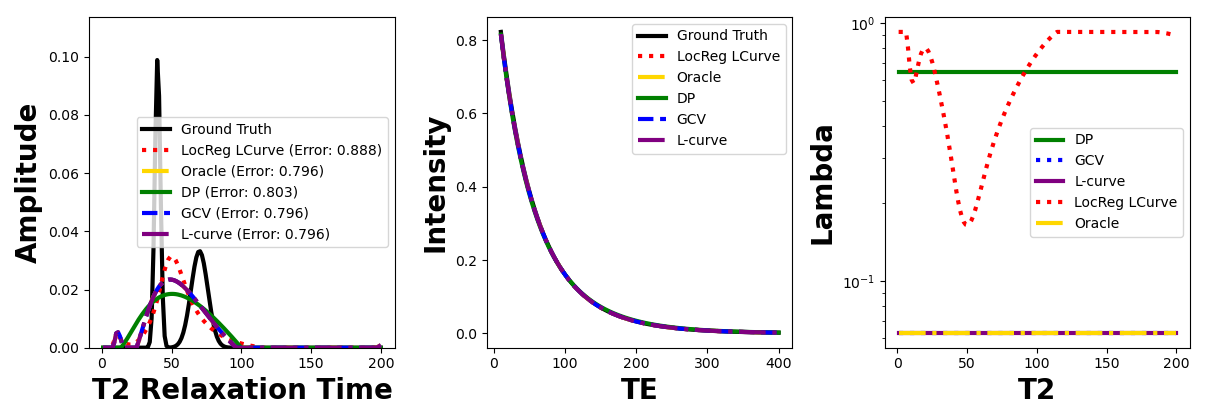 Amplitude
0.10
0.08
0.06
0.04
0.02
0.00
Ground Truth
LocReg LCurve (Error: 0.888)
Oracle (Error: 0.796)
DP (Error: 0.803)
GCV (Error: 0.796)
L-curve (Error: 0.796)
0 50 100 150 200
T2 Relaxation Time
Intensity
0.8
0.6
0.4
0.2
0.0
Ground Truth
LocReg LCurve
Oracle
DP
GCV
L-curve
0 100 200 300 400
TE
Lambda
10⁰
10⁻¹
DP
GCV
L-curve
LocReg LCurve
Oracle
0 50 100 150 200
T2